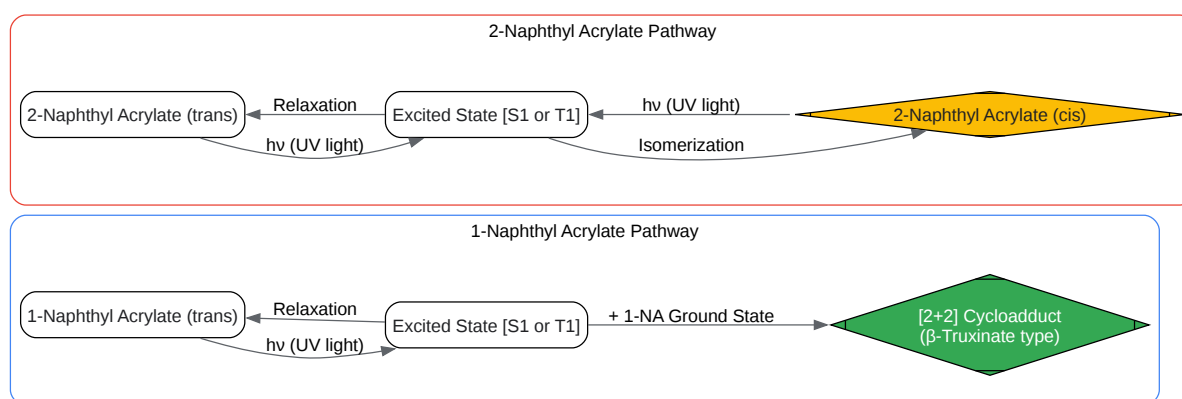 2-Naphthyl Acrylate Pathway
2-Naphthyl Acrylate (trans)
Relaxation
hν (UV light)
Excited State [S1 or T1]
hν (UV light)
Isomerization
2-Naphthyl Acrylate (cis)
1-Naphthyl Acrylate Pathway
1-Naphthyl Acrylate (trans)
Relaxation
hν (UV light)
Excited State [S1 or T1]
+ 1-NA Ground State
[2+2] Cycloadduct
(β-Truxinate type)